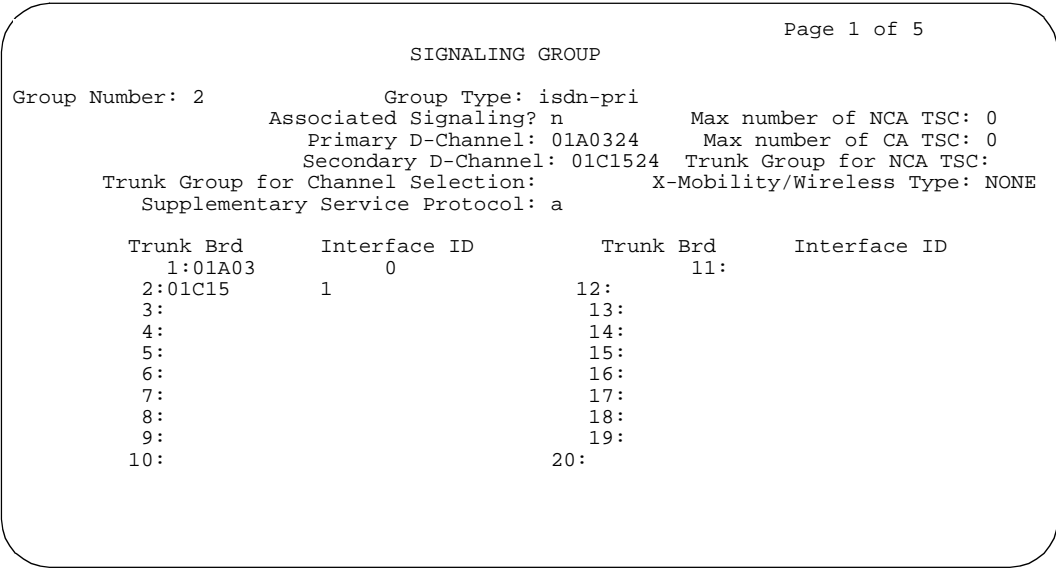 Page 1 of 5
SIGNALING GROUP
Group Number: 2 Group Type: isdn-pri
Associated Signaling? n Max number of NCA TSC: 0
Primary D-Channel: 01A0324 Max number of CA TSC: 0
Secondary D-Channel: 01C1524 Trunk Group for NCA TSC:
Trunk Group for Channel Selection: X-Mobility/Wireless Type: NONE
Supplementary Service Protocol: a
Trunk Brd Interface ID Trunk Brd Interface ID
1:01A03 0 11:
2:01C15 1 12:
3: 13:
4: 14:
5: 15:
6: 16:
7: 17:
8: 18:
9: 19:
10: 20: